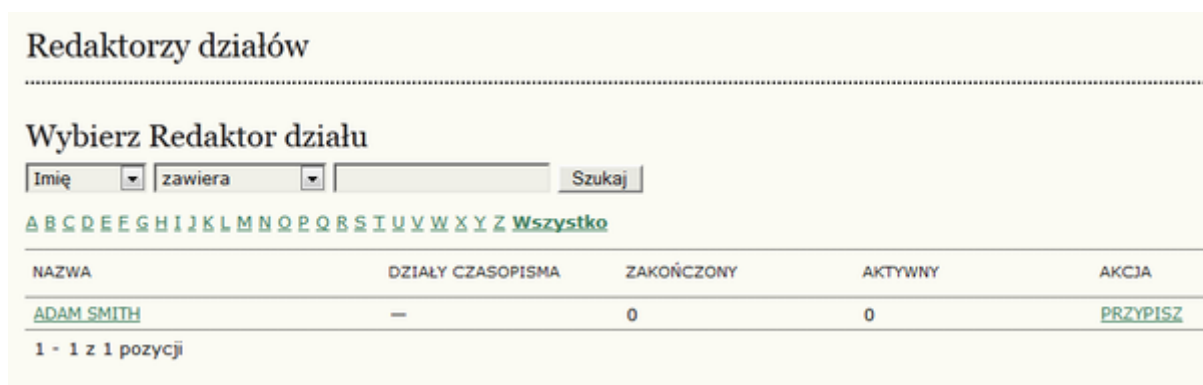 Redaktorzy działów
Wybierz Redaktor działu
Imię zawiera Szukaj
A B C D E F G H I J K L M N O P Q R S T U V W X Y Z Wszystko
NAZWA DZIAŁY CZASOPISMA ZAKOŃCZONY AKTYWNY AKCJA
ADAM SMITH — 0 0 PRZYPISZ
1 - 1 z 1 pozycji